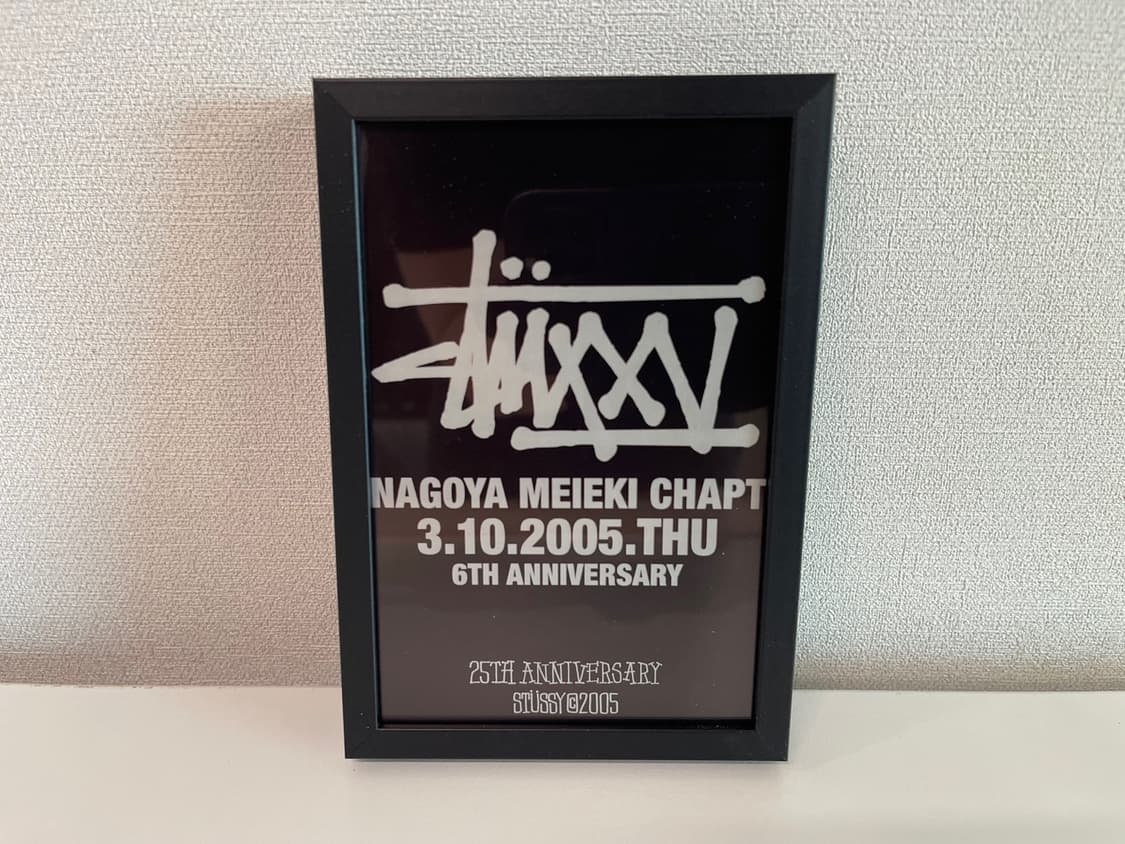 STÜXXV
NAGOYA MEIEKI CHAPT
3.10.2005.THU
6TH ANNIVERSARY
25TH ANNIVERSARY
STÜSSY©2005